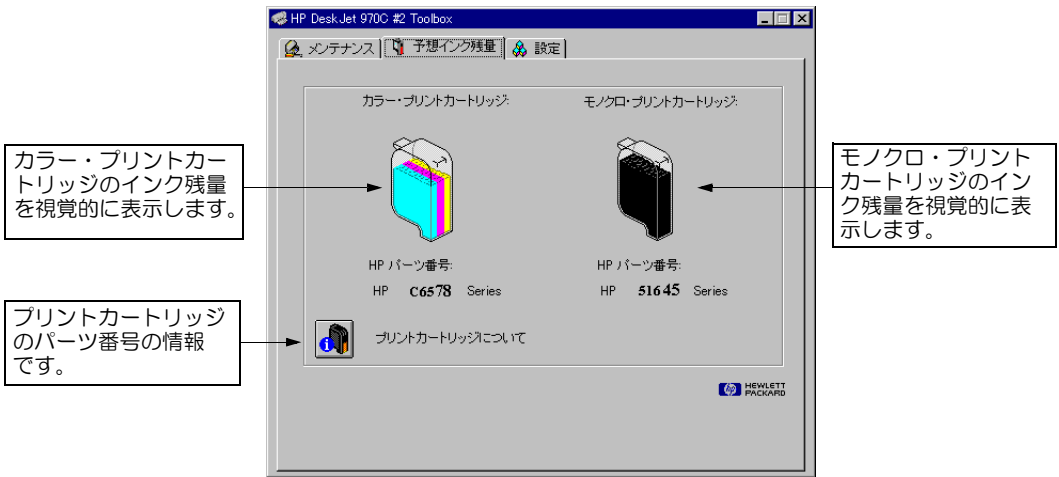 HP DeskJet 970C #2 Toolbox
メンテナンス
予想インク残量
設定
カラー・プリントカートリッジ:
モノクロ・プリントカートリッジ:
カラー・プリントカー
トリッジのインク残量
を視覚的に表示します。
モノクロ・プリント
カートリッジのイン
ク残量を視覚的に表
示します。
HP パーツ番号:
HP C6578 Series
HP パーツ番号:
HP 51645 Series
プリントカートリッジ
のパーツ番号の情報
です。
プリントカートリッジについて
hp HEWLETT
PACKARD